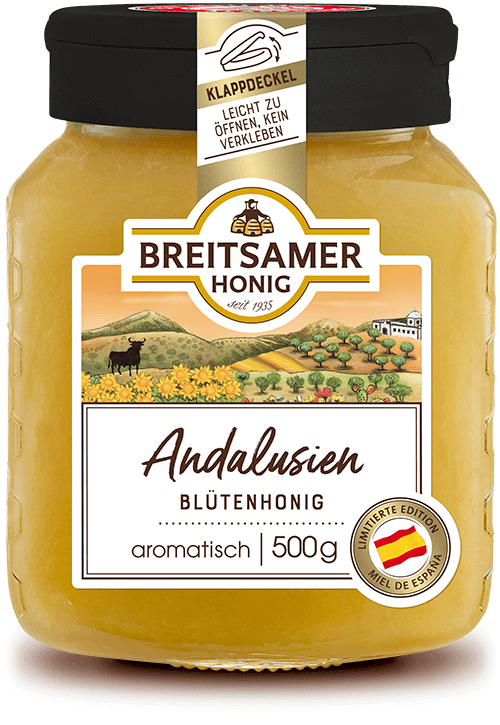 KLAPPDECKEL
LEICHT ZU
ÖFFNEN, KEIN
VERKLEBEN
BREITSAMER
HONIG
seit 1935
Andalusien
BLÜTENHONIG
aromatisch | 500g
LIMITIERTE EDITION
MIEL DE ESPAÑA